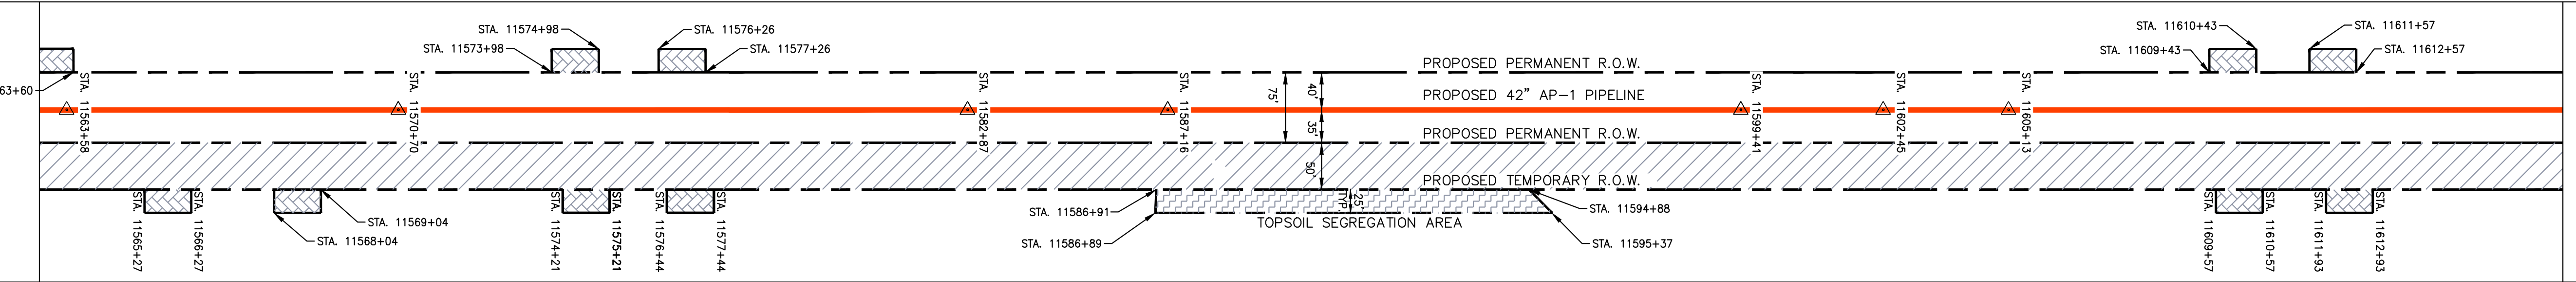 STA. 11574+98
STA. 11573+98
STA. 11576+26
STA. 11577+26
STA. 11610+43
STA. 11609+43
STA. 11611+57
STA. 11612+57
63+60
STA. 11563+58
STA. 11570+70
STA. 11582+87
STA. 11587+16
PROPOSED PERMANENT R.O.W.
75'
40'
PROPOSED 42" AP-1 PIPELINE
35'
PROPOSED PERMANENT R.O.W.
50'
PROPOSED TEMPORARY R.O.W.
STA. 11599+41
STA. 11602+45
STA. 11605+13
STA. 11565+27
STA. 11566+27
STA. 11569+04
STA. 11568+04
STA. 11574+21
STA. 11575+21
STA. 11576+44
STA. 11577+44
STA. 11586+91
STA. 11586+89
25'
TYP.
TOPSOIL SEGREGATION AREA
STA. 11594+88
STA. 11595+37
STA. 11609+57
STA. 11610+57
STA. 11611+93
STA. 11612+93